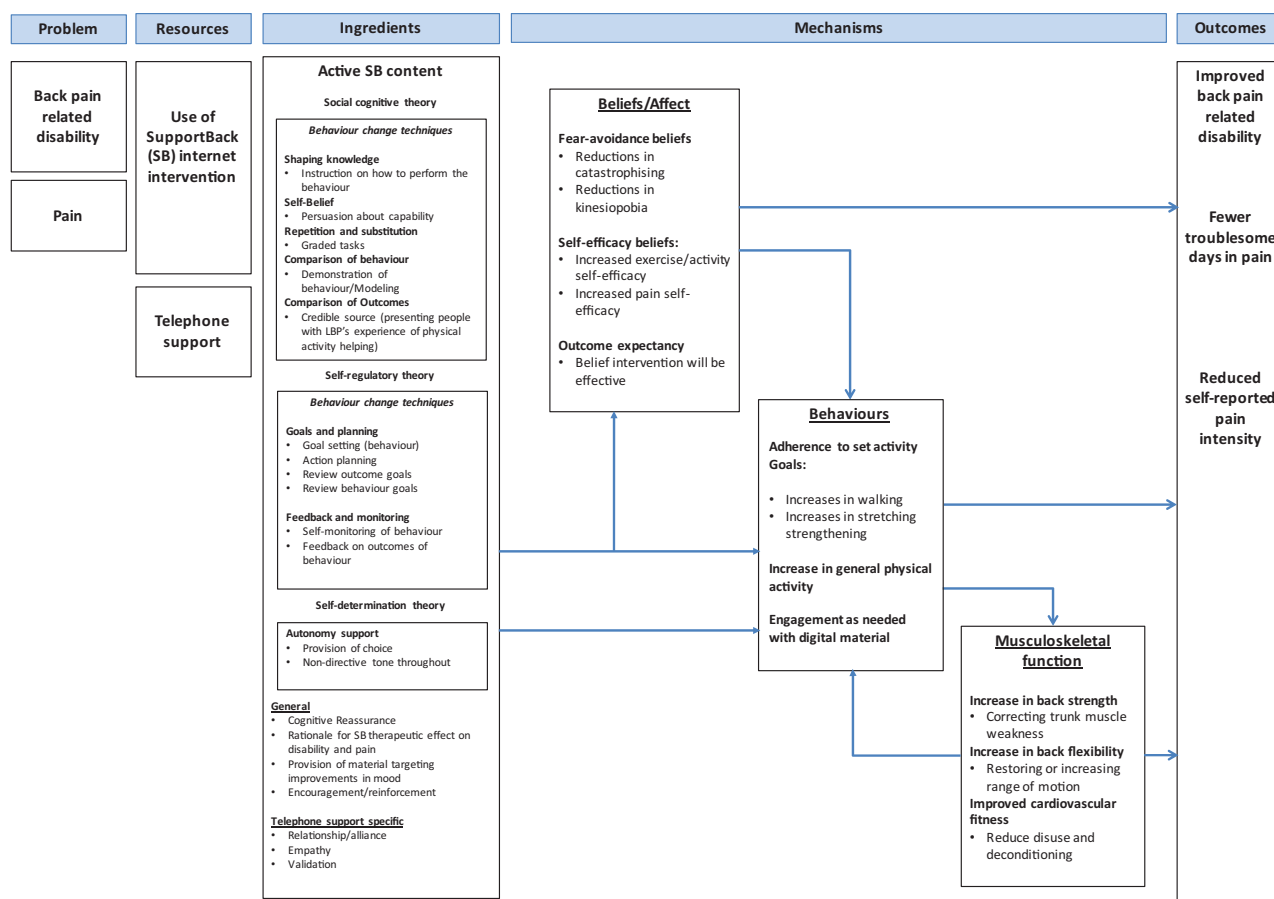 Problem
Resources
Ingredients
Mechanisms
Outcomes
Back pain
related
disability
Pain
Use of
SupportBack
(SB) internet
intervention
Telephone
support
Active SB content
Social cognitive theory
Behaviour change techniques
Shaping knowledge
• Instruction on how to perform the
behaviour
Self-Belief
• Persuasion about capability
Repetition and substitution
• Graded tasks
Comparison of behaviour
• Demonstration of
behaviour/Modeling
Comparison of Outcomes
• Credible source (presenting people
with LBP's experience of physical
activity helping)
Self-regulatory theory
Behaviour change techniques
Goals and planning
• Goal setting (behaviour)
• Action planning
• Review outcome goals
• Review behaviour goals
Feedback and monitoring
• Self-monitoring of behaviour
• Feedback on outcomes of
behaviour
Self-determination theory
Autonomy support
• Provision of choice
• Non-directive tone throughout
General
• Cognitive Reassurance
• Rationale for SB therapeutic effect on
disability and pain
• Provision of material targeting
improvements in mood
• Encouragement/reinforcement
Telephone support specific
• Relationship/alliance
• Empathy
• Validation
Beliefs/Affect
Fear-avoidance beliefs
• Reductions in
catastrophising
• Reductions in
kinesiopobia
Self-efficacy beliefs:
• Increased exercise/activity
self-efficacy
• Increased pain self-
efficacy
Outcome expectancy
• Belief intervention will be
effective
Behaviours
Adherence to set activity
Goals:
• Increases in walking
• Increases in stretching
strengthening
Increase in general physical
activity
Engagement as needed
with digital material
Musculoskeletal
function
Increase in back strength
• Correcting trunk muscle
weakness
Increase in back flexibility
• Restoring or increasing
range of motion
Improved cardiovascular
fitness
• Reduce disuse and
deconditioning
Improved
back pain
related
disability
Fewer
troublesome
days in pain
Reduced
self-reported
pain
intensity